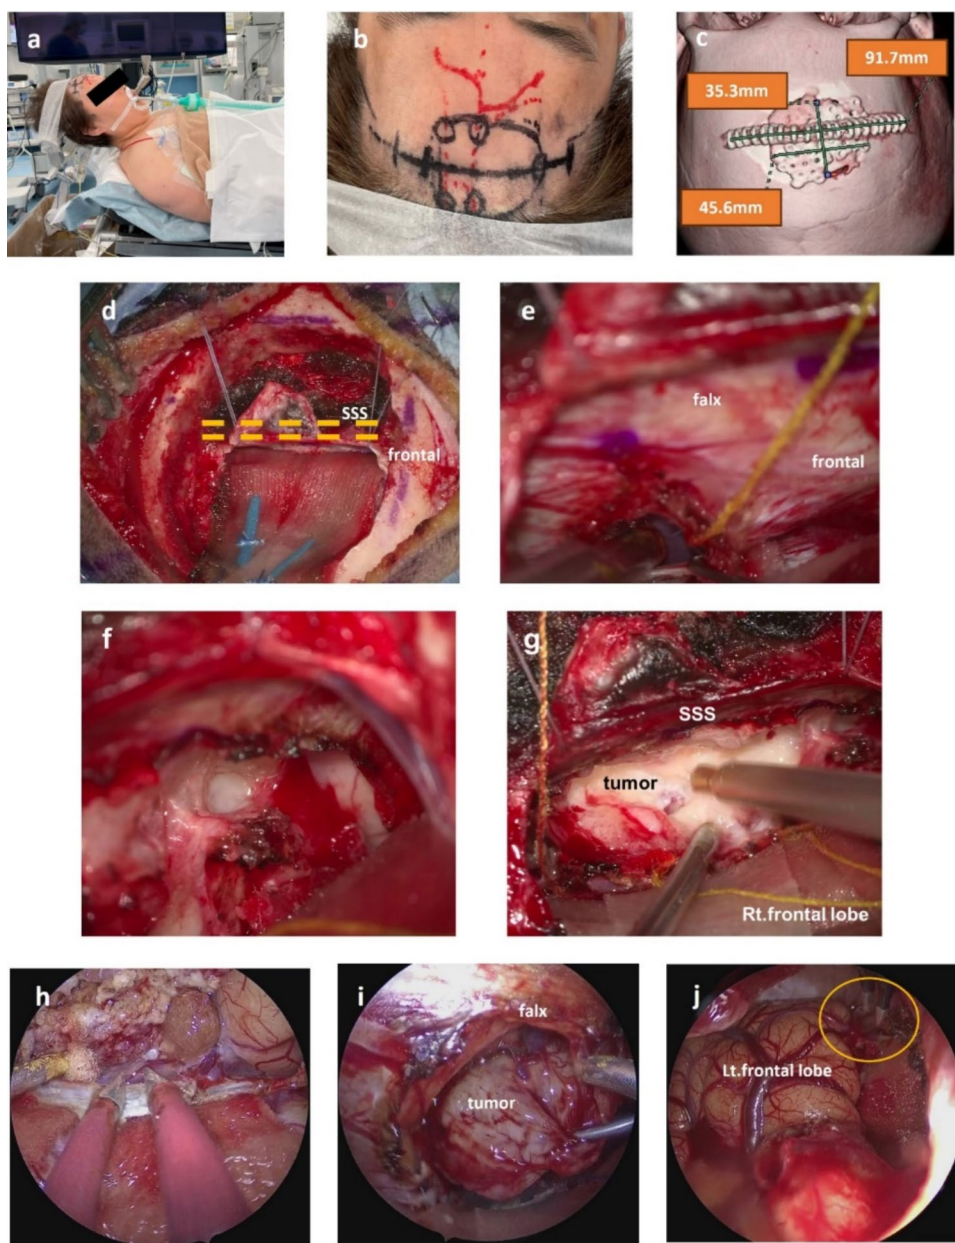 a
b
c
91.7mm
35.3mm
45.6mm
d
SSS
frontal
e
falx
frontal
f
g
SSS
tumor
Rt.frontal lobe
h
i
falx
tumor
j
Lt.frontal lobe